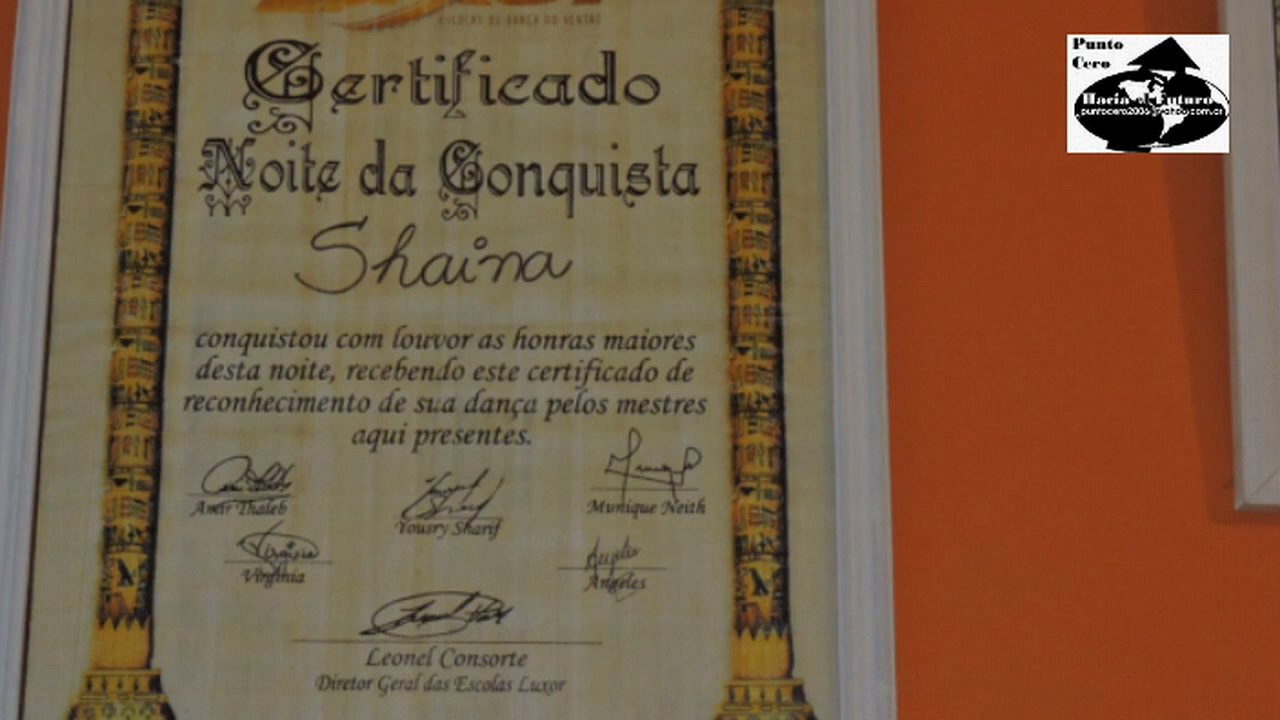 ESCOLAS DE DANÇA DO VENTRE
Certificado
Noite da Conquista
Shaina
conquistou com louvor as honras maiores
desta noite, recebendo este certificado de
reconhecimento de sua dança pelos mestres
aqui presentes.
Amir Thaleb
Yousry Sharif
Munique Neith
Virginia
Angeles
Leonel Consorte
Diretor Geral das Escolas Luxor
Punto
Cero
Hacia el Futuro